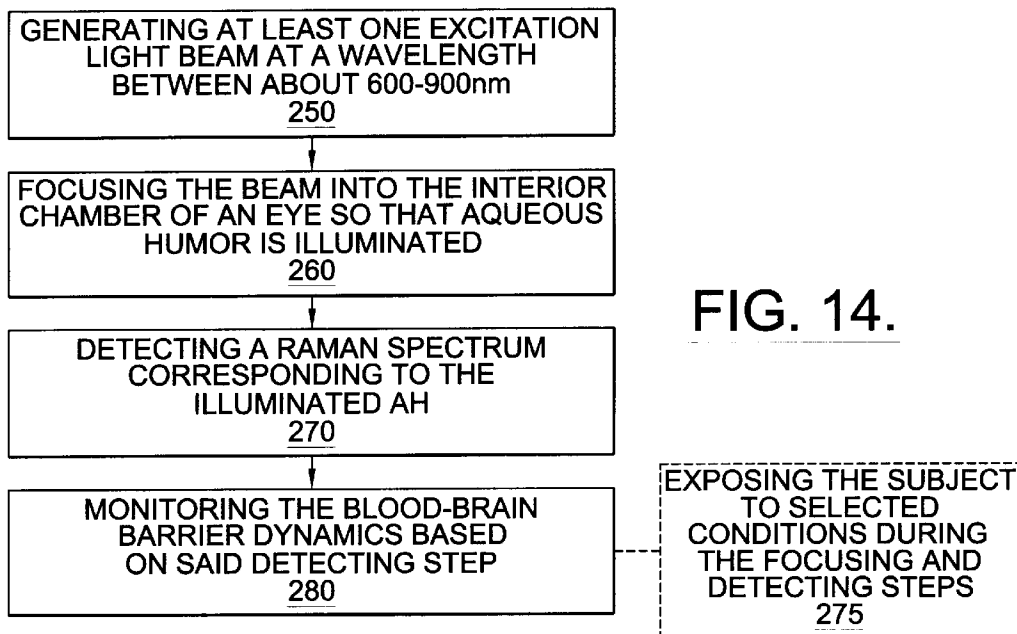 GENERATING AT LEAST ONE EXCITATION
LIGHT BEAM AT A WAVELENGTH
BETWEEN ABOUT 600-900nm
250
FOCUSING THE BEAM INTO THE INTERIOR
CHAMBER OF AN EYE SO THAT AQUEOUS
HUMOR IS ILLUMINATED
260
DETECTING A RAMAN SPECTRUM
CORRESPONDING TO THE
ILLUMINATED AH
270
MONITORING THE BLOOD-BRAIN
BARRIER DYNAMICS BASED
ON SAID DETECTING STEP
280
EXPOSING THE SUBJECT
TO SELECTED
CONDITIONS DURING
THE FOCUSING AND
DETECTING STEPS
275
FIG. 14.